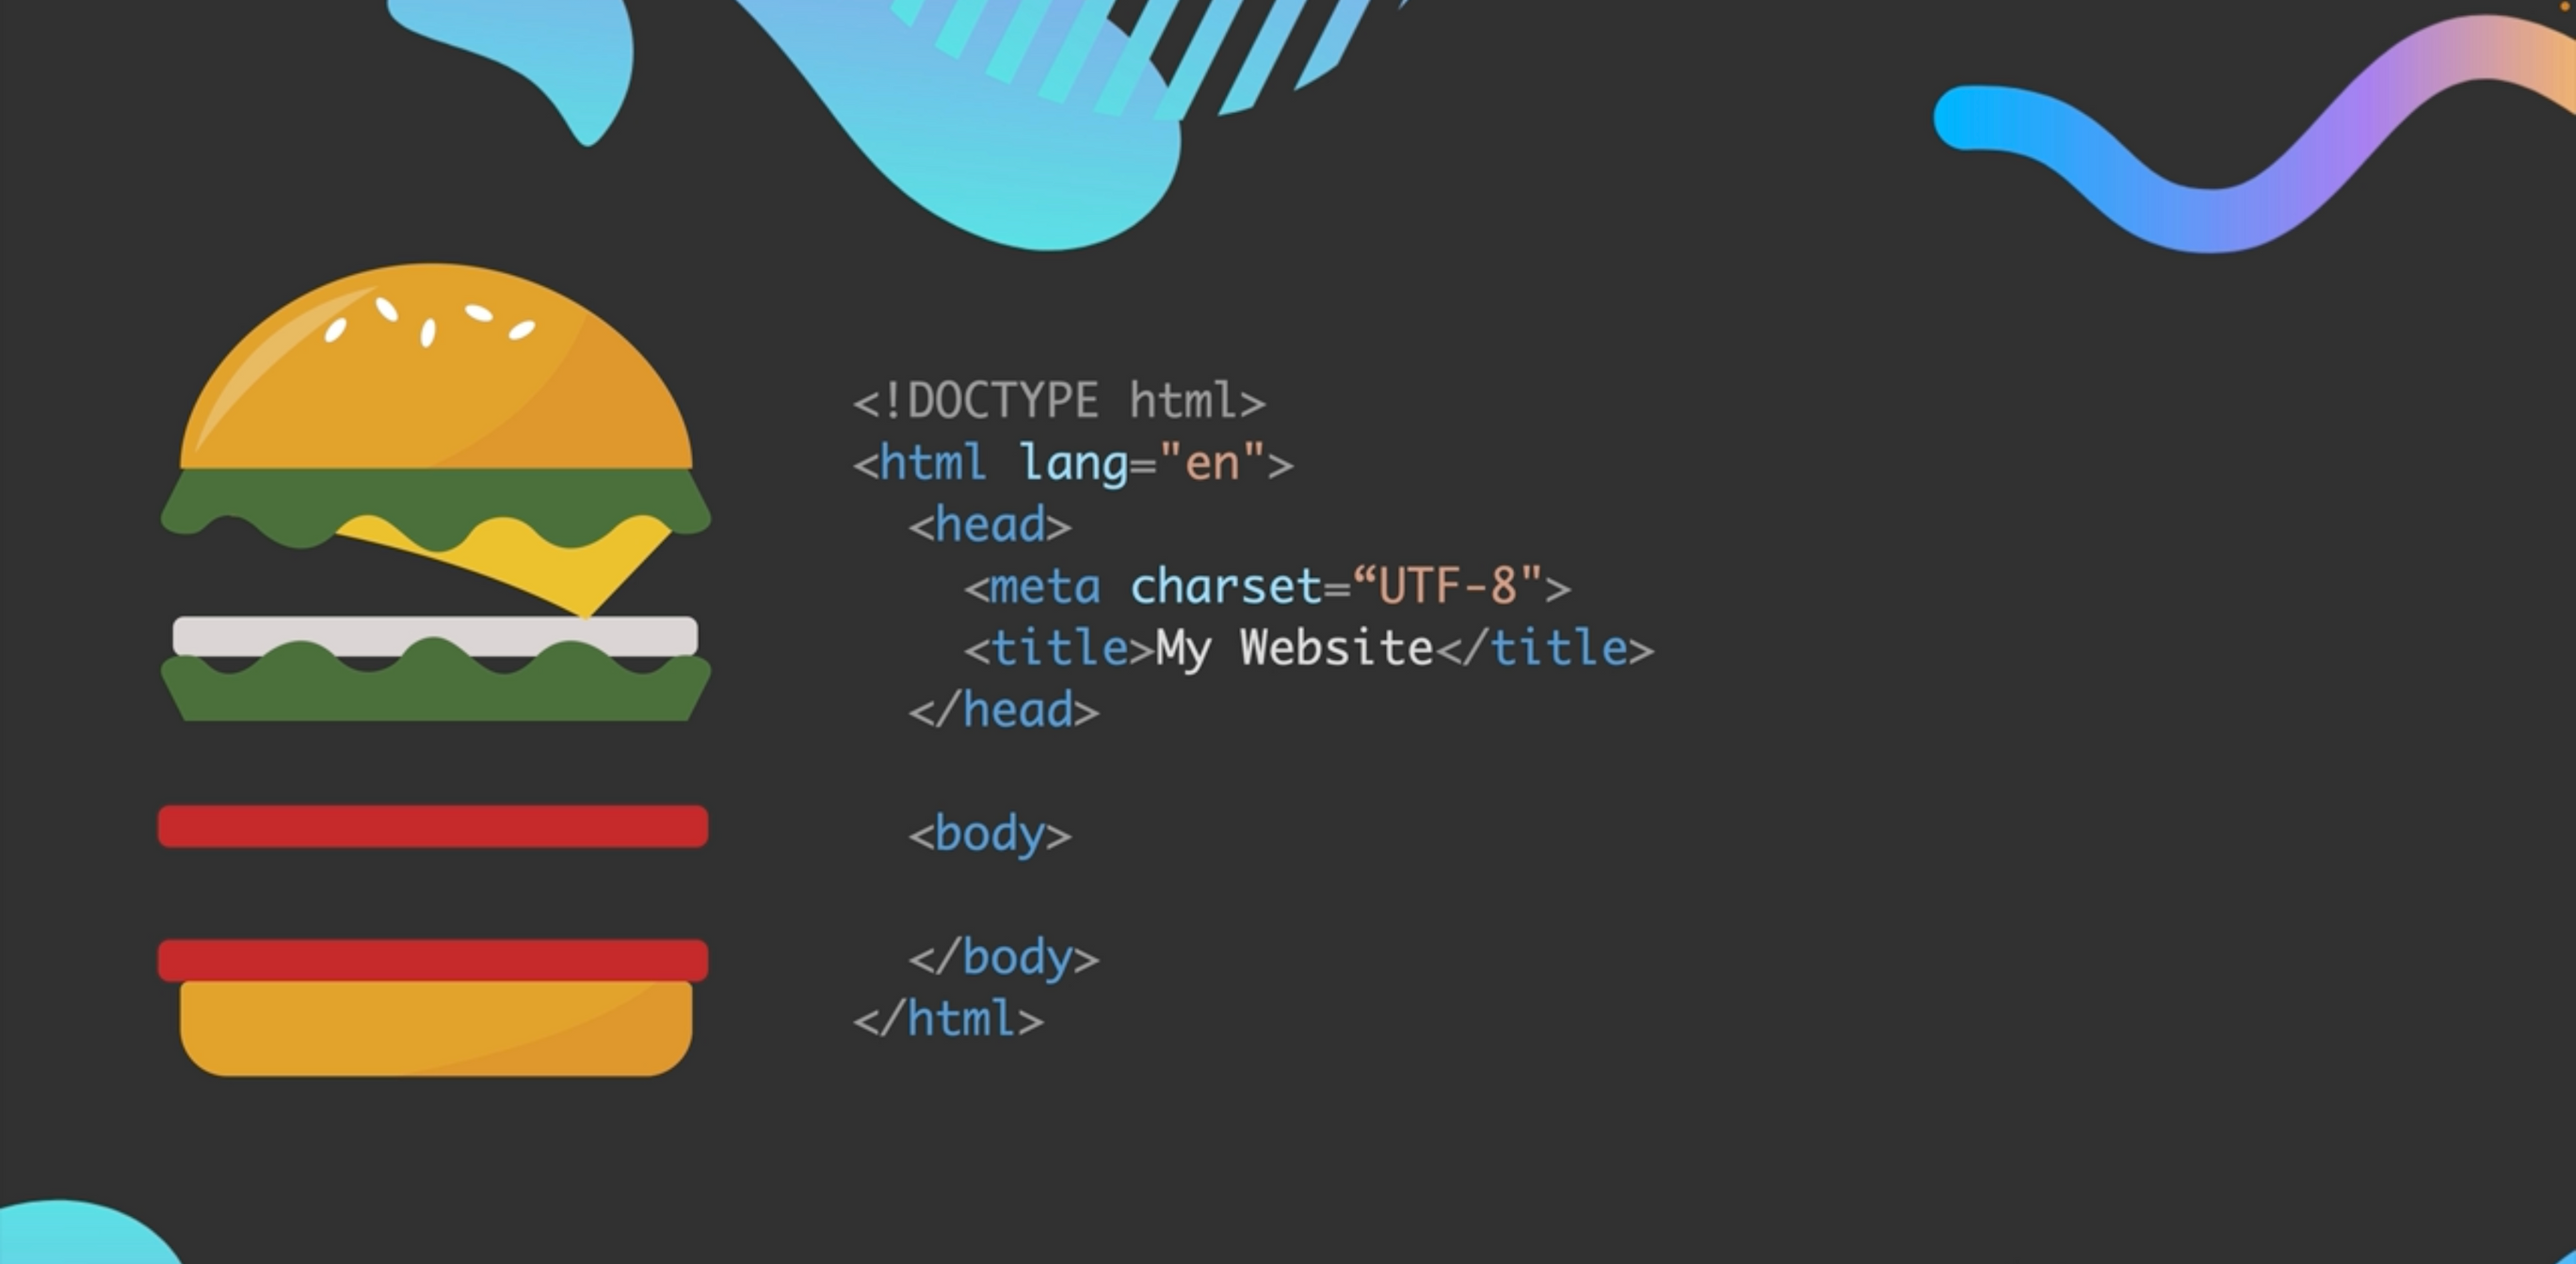 <!DOCTYPE html>
<html lang="en">
<head>
<meta charset=“UTF-8">
<title>My Website</title>
</head>
<body>
</body>
</html>